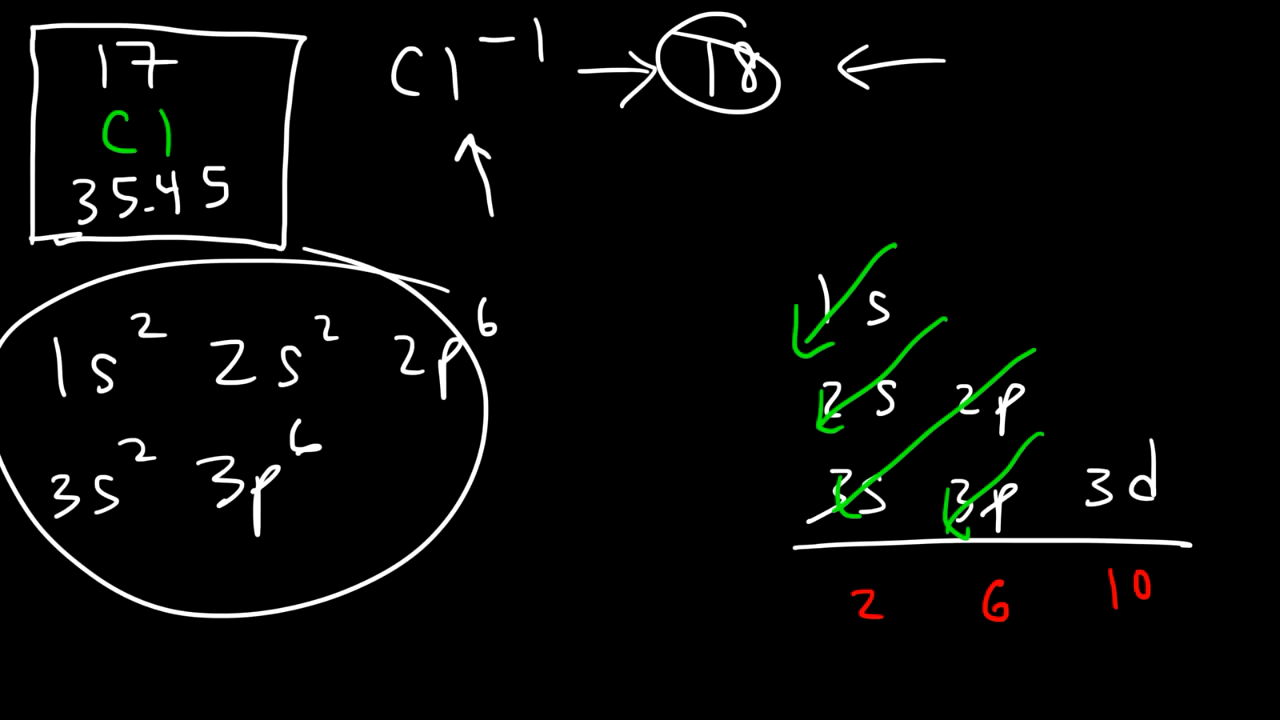 17
Cl
35.45
Cl⁻¹ → 18 ←
1s² 2s² 2p⁶
3s² 3p⁶
1s
2s 2p
3s 3p 3d
2 6 10